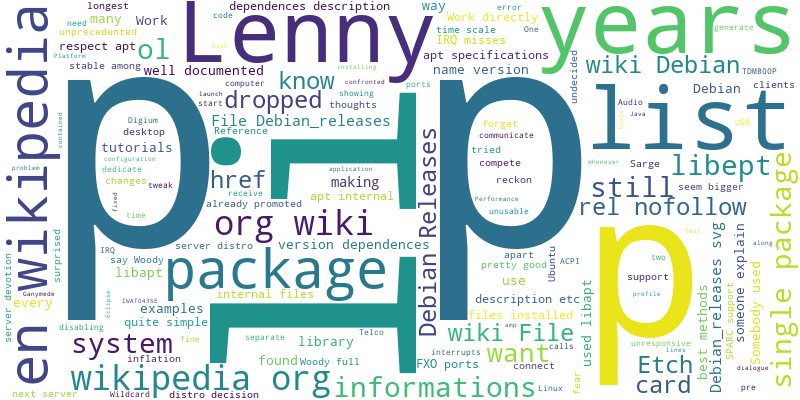 longest
many
unprecedented
need
Platform
Work
code
dependences description
Lenny
way
error
One
Work directly
time scale
IRQ misses
years
generate
respect apt
stable among
well documented
Best
apt specifications
name version
undecided
wiki Debian
TDM800P
ol
en wikipedia
p
li
p
p
list
know
installing
confronted
dropped
computer
showing
thoughts
launch
start
File Debian_releases
Reference
ports
Debian
clients
Digium
desktop
tutorials
configuration
dedicate
changes
tweak
fixed
time
contained
problem
href
receive
already promoted
making
application
apt internal
forget
communicate
tried
compete
reckon
Performance
unusable
Audio
Java
USB
Tools
whenever
Sarge
libept
still
seem bigger
rel nofollow
single package
Debian Releases
org wiki
server distro
version dependences
IRQ
say Woody
package
libapt
internal files
examples
quite simple
surprised
server devotion
every
Ganymede
Eclipse
IWAT0435E
disabling
system
inflation
fine
separate
library
Telco
found
Woody full
amp
apart
pretty good
Ubuntu
ACPI
use
description etc
files installed
wiki File
calls
interrupts
want
FXO ports
connect
Linux
fear
used libapt
support
profile
two
unresponsive
lines
Test
Etch
card
best methods
Debian_releases svg
SPARC support
someone explain
Somebody used
along
dialogue
pre
wikipedia org
informations
next server
Wildcard
distro decision